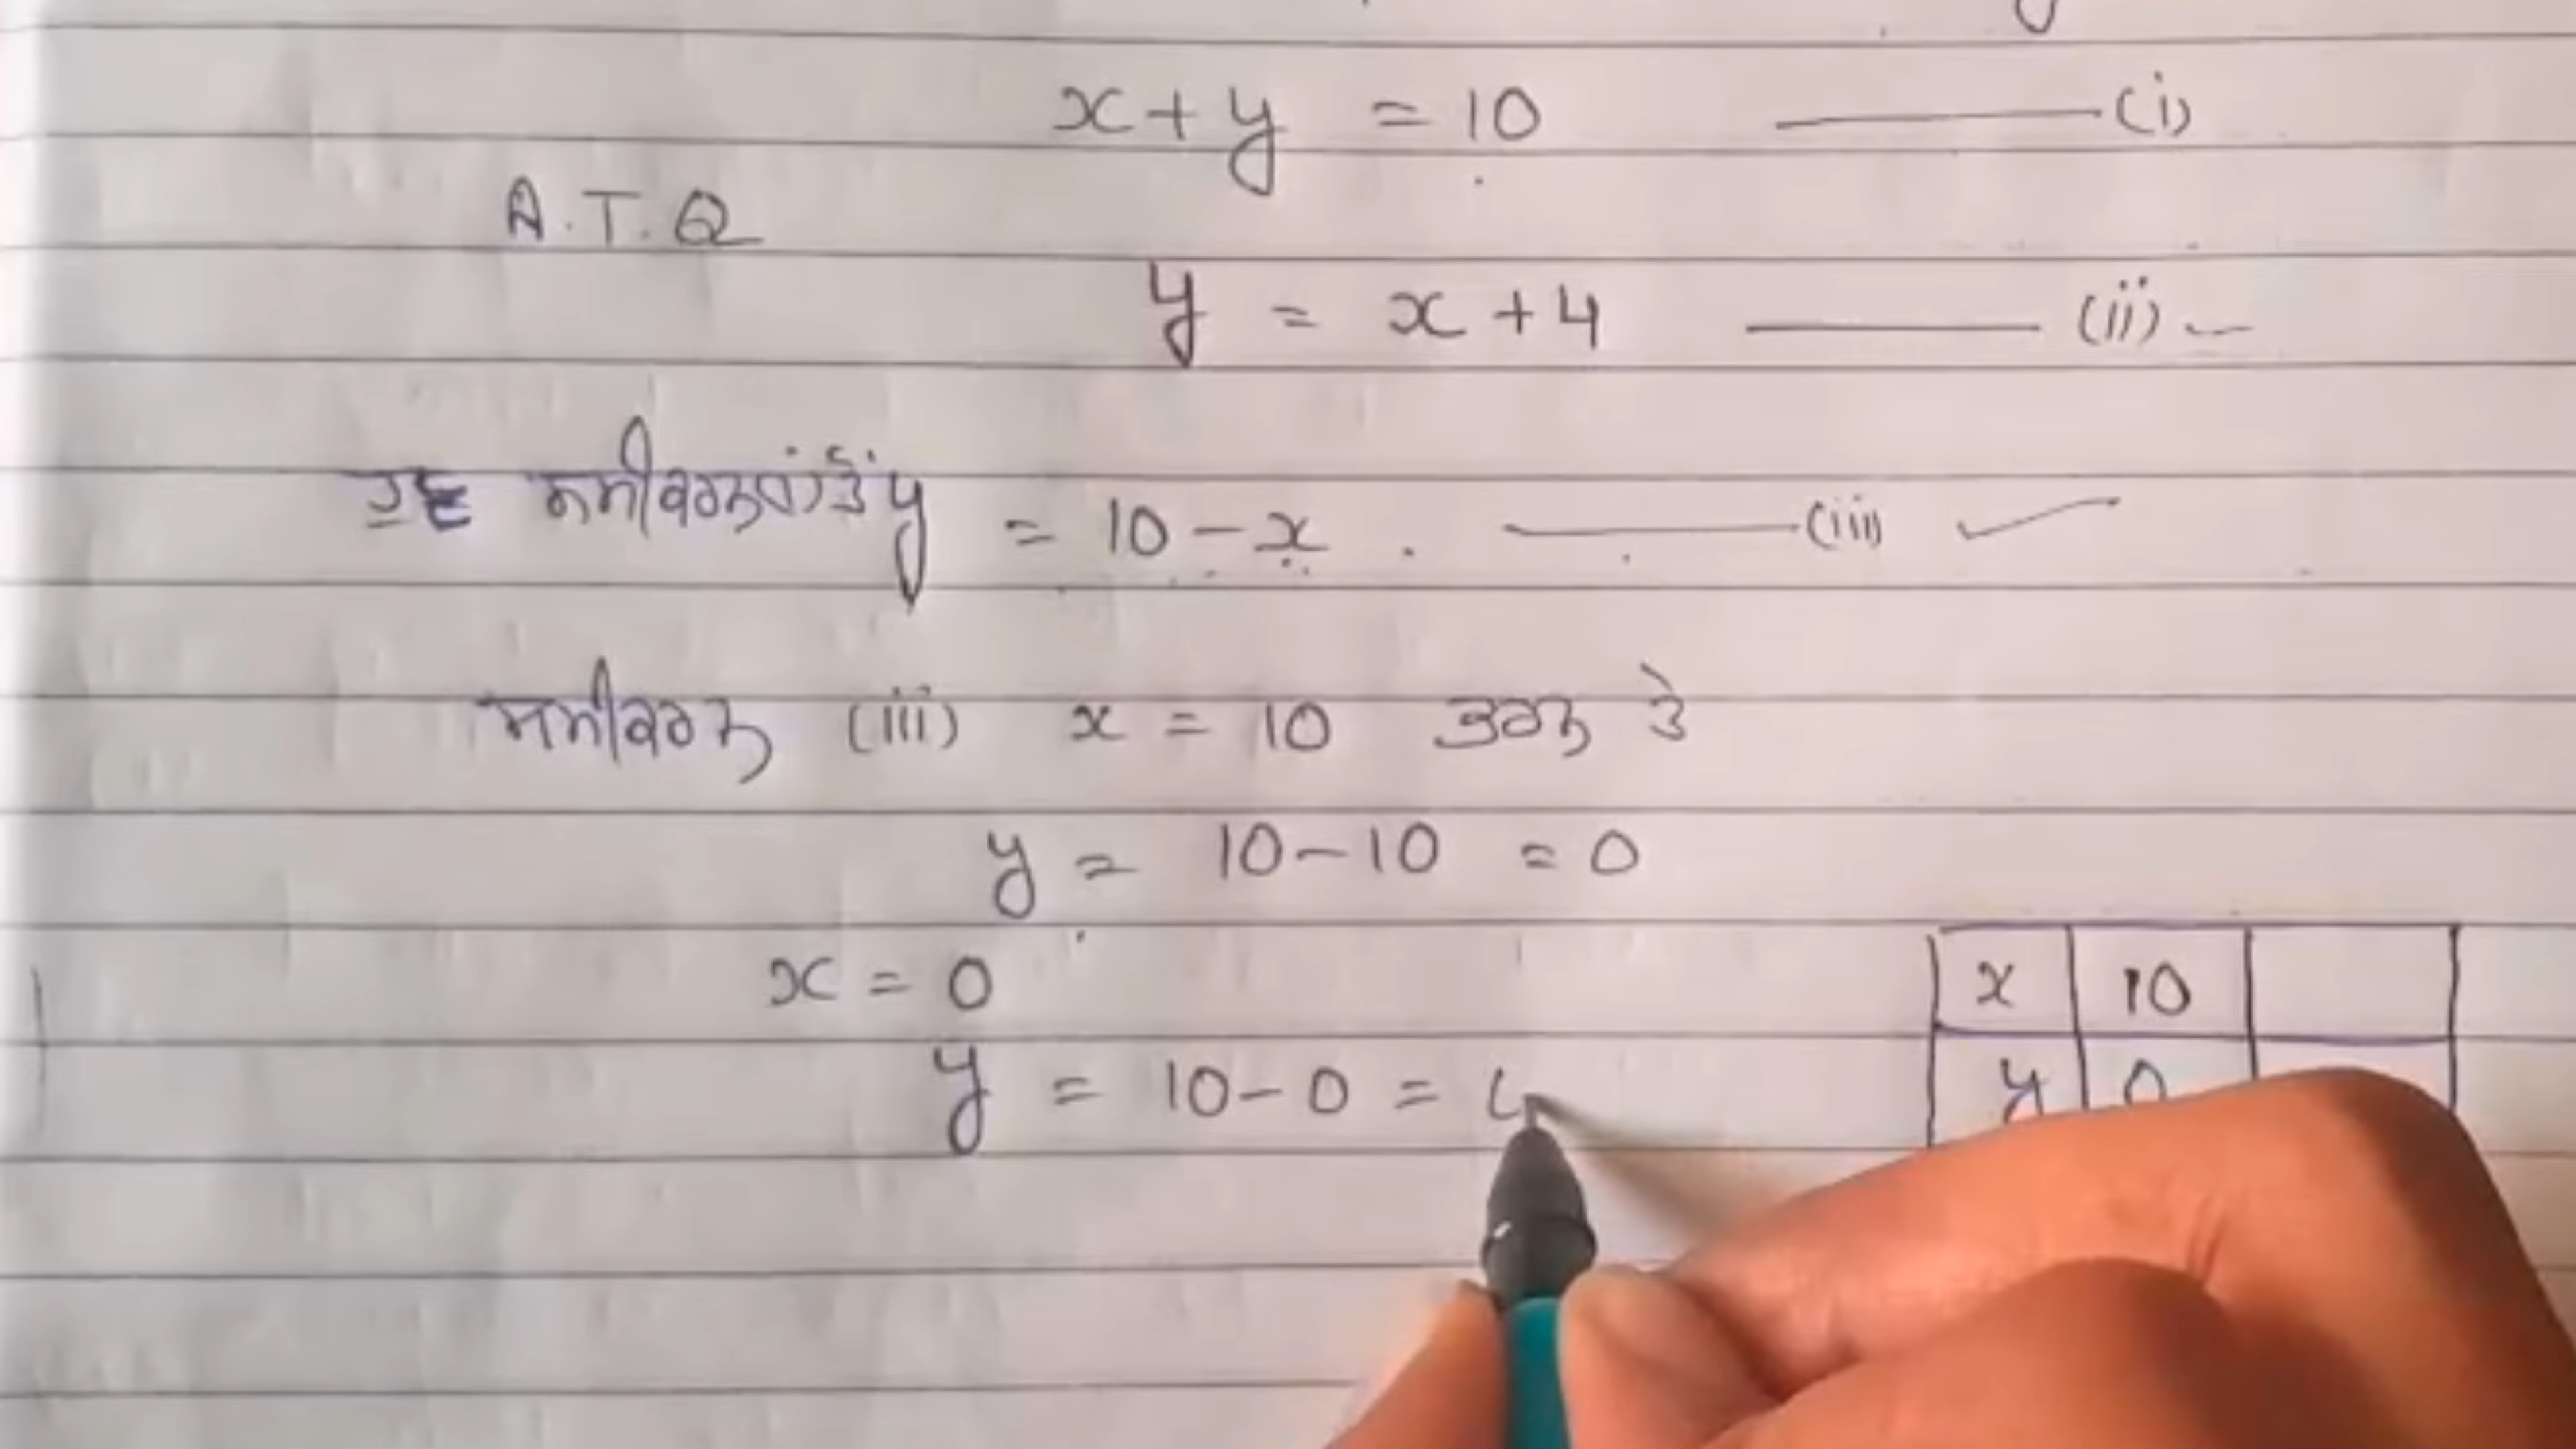 x + y = 10 ——— (i)
A.T.Q
y = x + 4 ——— (ii)
ਸਮੀਕਰਨਾਂ ਤੋਂ y = 10 - x . ——— (iii) ✓
ਸਮੀਕਰਨ (iii) x = 10 ਭਰਨ ਤੇ
y = 10 - 10 = 0
x = 0
y = 10 - 0 =
x 10
y 0